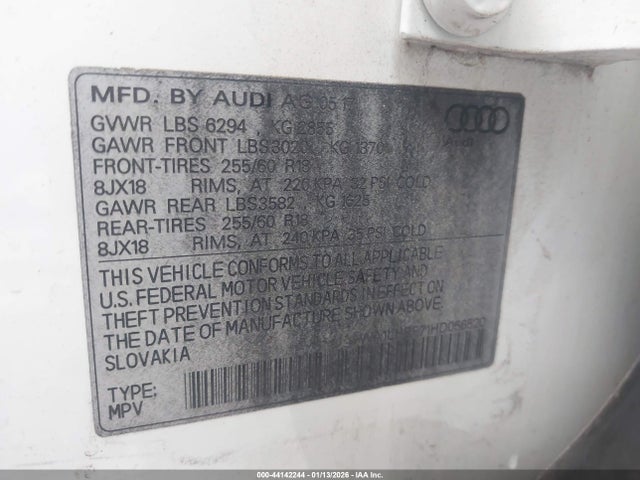 MFD. BY AUDI AG
GVWR LBS 6294 , KG 2855
GAWR FRONT LBS3020, KG 1370
FRONT-TIRES 255/60 R18
8JX18 RIMS, AT 220 KPA 32 PSI COLD
GAWR REAR LBS3582 , KG 1625
REAR-TIRES 255/60 R18
8JX18 RIMS, AT 240 KPA 35 PSI COLD
THIS VEHICLE CONFORMS TO ALL APPLICABLE
U.S. FEDERAL MOTOR VEHICLE SAFETY AND
THEFT PREVENTION STANDARDS IN EFFECT ON
THE DATE OF MANUFACTURE SHOWN ABOVE.
SLOVAKIA
TYPE:
MPV
Audi
000-44142244 | 01/13/2026 - IAAI.com